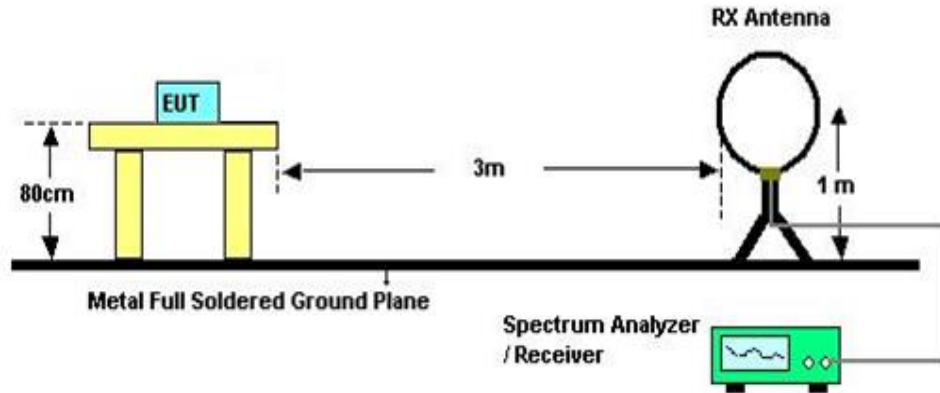 RX Antenna
EUT
3m
80cm
1 m
Metal Full Soldered Ground Plane
Spectrum Analyzer
/ Receiver